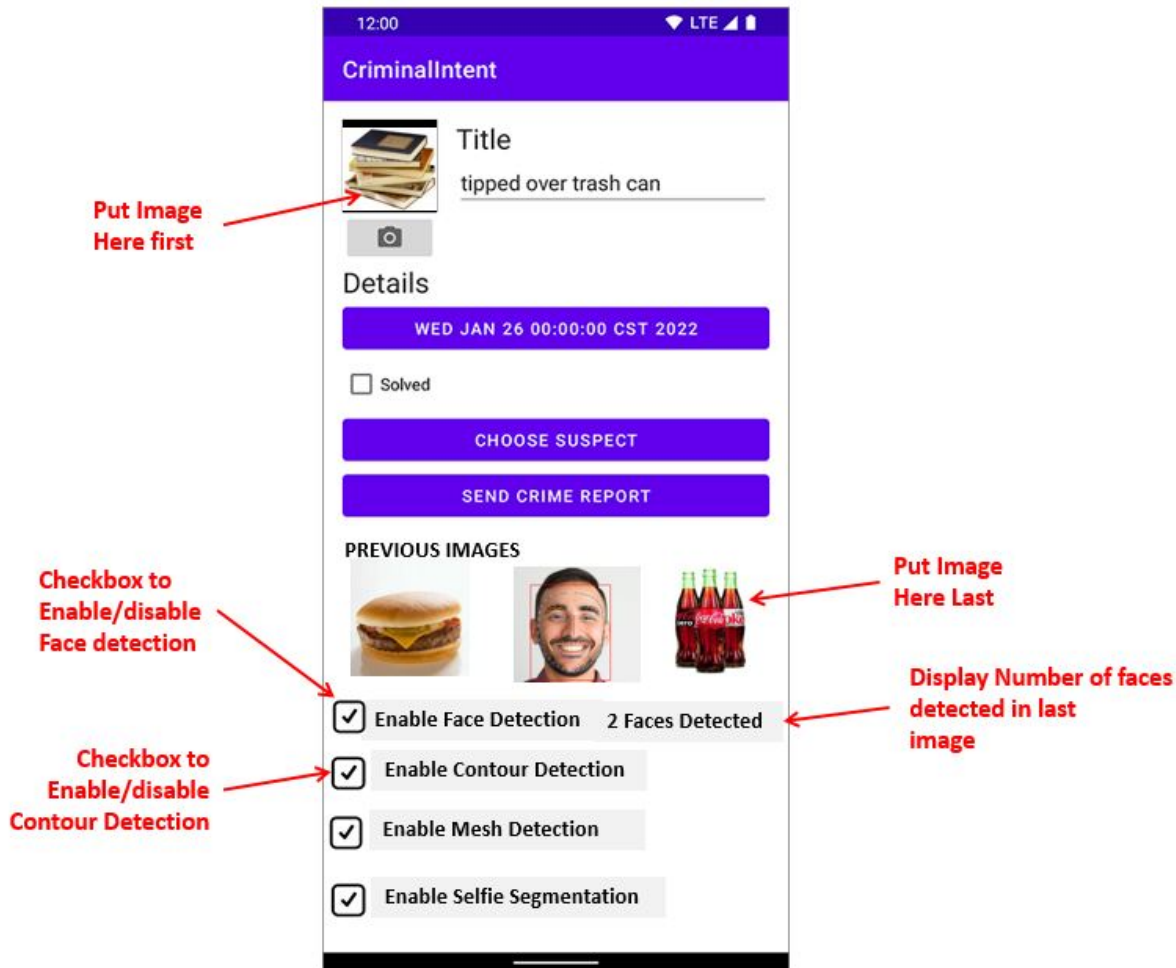 12:00
LTE
CriminalIntent
Title
tipped over trash can
Put Image
Here first
Details
WED JAN 26 00:00:00 CST 2022
Solved
CHOOSE SUSPECT
SEND CRIME REPORT
PREVIOUS IMAGES
Checkbox to
Enable/disable
Face detection
Put Image
Here Last
Enable Face Detection
2 Faces Detected
Display Number of faces
detected in last
image
Checkbox to
Enable/disable
Contour Detection
Enable Contour Detection
Enable Mesh Detection
Enable Selfie Segmentation